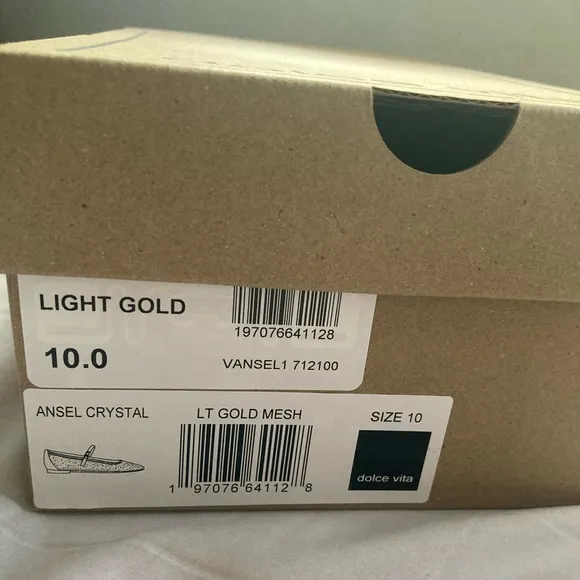 LIGHT GOLD
197076641128
10.0
VANSEL1 712100
ANSEL CRYSTAL
LT GOLD MESH
SIZE 10
1 97076 64112 8
dolce vita